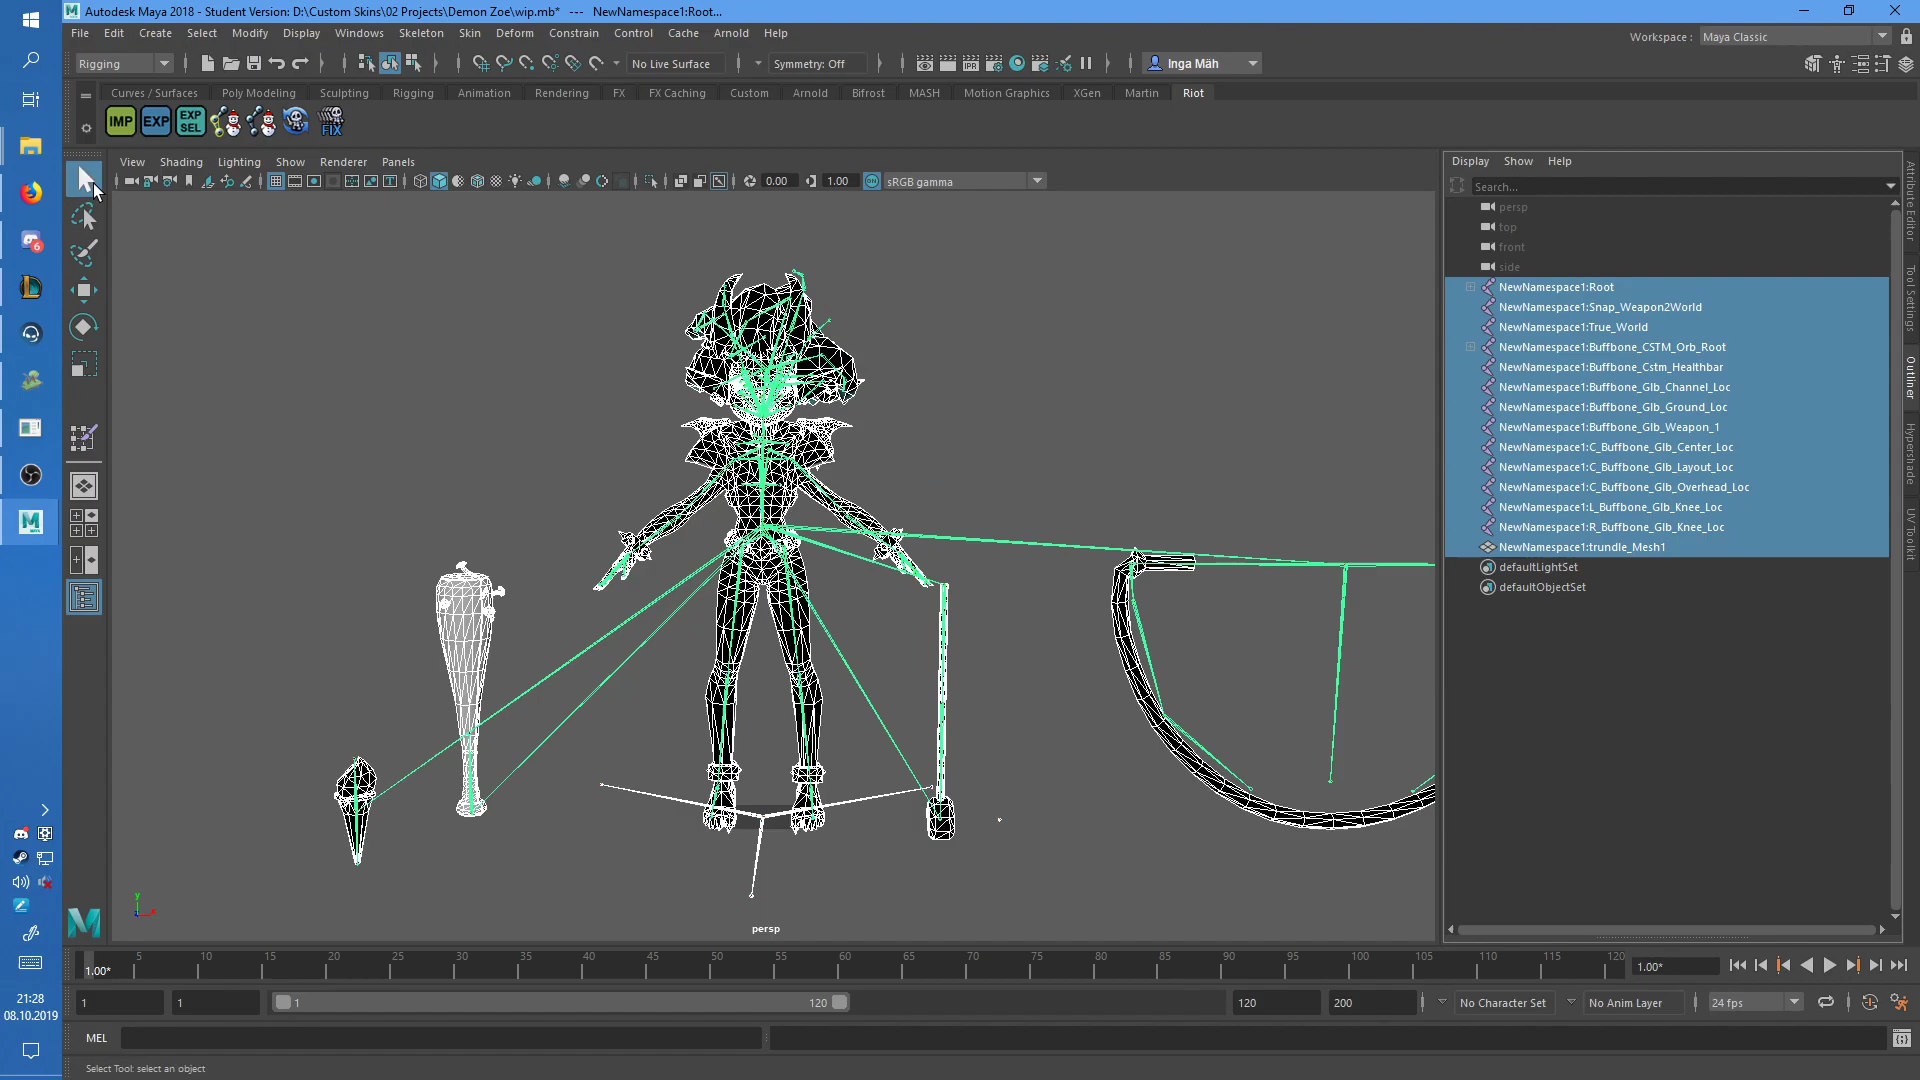 Autodesk Maya 2018 - Student Version: D:\Custom Skins\02 Projects\Demon Zoe\wip.mb*   ---   NewNamespace1:Root...
File Edit Create Select Modify Display Windows Skeleton Skin Deform Constrain Control Cache Arnold Help
Workspace : Maya Classic
Rigging
No Live Surface
Symmetry: Off
Inga Mäh
IPR
Curves / Surfaces Poly Modeling Sculpting Rigging Animation Rendering FX FX Caching Custom Arnold Bifrost MASH Motion Graphics XGen Martin Riot
IMP EXP EXP SEL FIX
View Shading Lighting Show Renderer Panels
0.00 1.00 ON sRGB gamma
Display Show Help
Search...
persp
top
front
side
NewNamespace1:Root
NewNamespace1:Snap_Weapon2World
NewNamespace1:True_World
NewNamespace1:Buffbone_CSTM_Orb_Root
NewNamespace1:Buffbone_Cstm_Healthbar
NewNamespace1:Buffbone_Glb_Channel_Loc
NewNamespace1:Buffbone_Glb_Ground_Loc
NewNamespace1:Buffbone_Glb_Weapon_1
NewNamespace1:C_Buffbone_Glb_Center_Loc
NewNamespace1:C_Buffbone_Glb_Layout_Loc
NewNamespace1:C_Buffbone_Glb_Overhead_Loc
NewNamespace1:L_Buffbone_Glb_Knee_Loc
NewNamespace1:R_Buffbone_Glb_Knee_Loc
NewNamespace1:trundle_Mesh1
defaultLightSet
defaultObjectSet
Attribute Editor
Tool Settings
Outliner
Hypershade
UV Toolkit
6
M
y
persp
5 10 15 20 25 30 35 40 45 50 55 60 65 70 75 80 85 90 95 100 105 110 115 120
1.00*
1.00*
1 1 1 120 120 200 No Character Set No Anim Layer 24 fps
MEL
Select Tool: select an object
21:28
08.10.2019